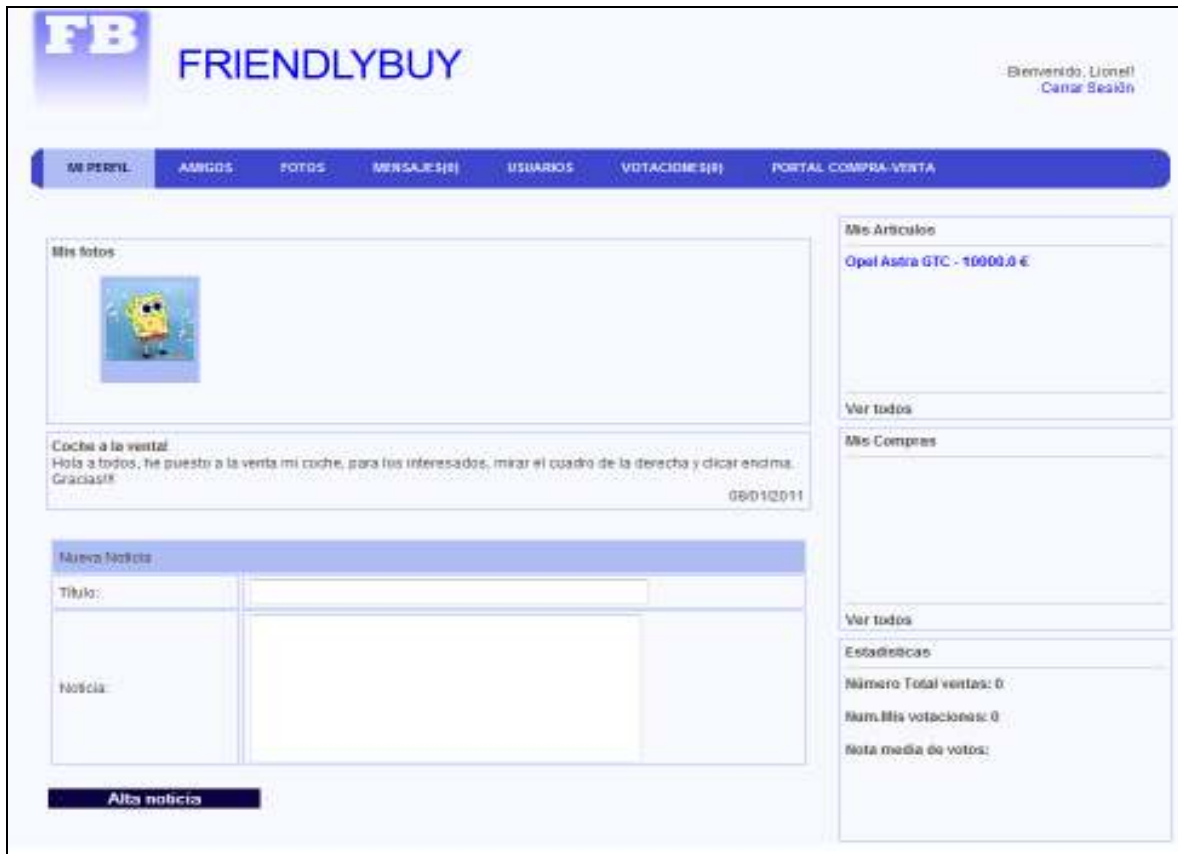 FB
FRIENDLYBUY
Bienvenido, Lionel!
Cerrar Sesión
MI PERFIL AMIGOS FOTOS MENSAJES(0) USUARIOS VOTACIONES(0) PORTAL COMPRA-VENTA
Mis fotos
Coche a la venta!
Hola a todos, he puesto a la venta mi coche, para los interesados, mirar el cuadro de la derecha y clicar encima.
Gracias!!!
08/01/2011
Nueva Noticia
Título:
Noticia:
Alta noticia
Mis Artículos
Opel Astra GTC - 10000.0 €
Ver todos
Mis Compras
Ver todos
Estadísticas
Número Total ventas: 0
Num.Mis votaciones: 0
Nota media de votos: